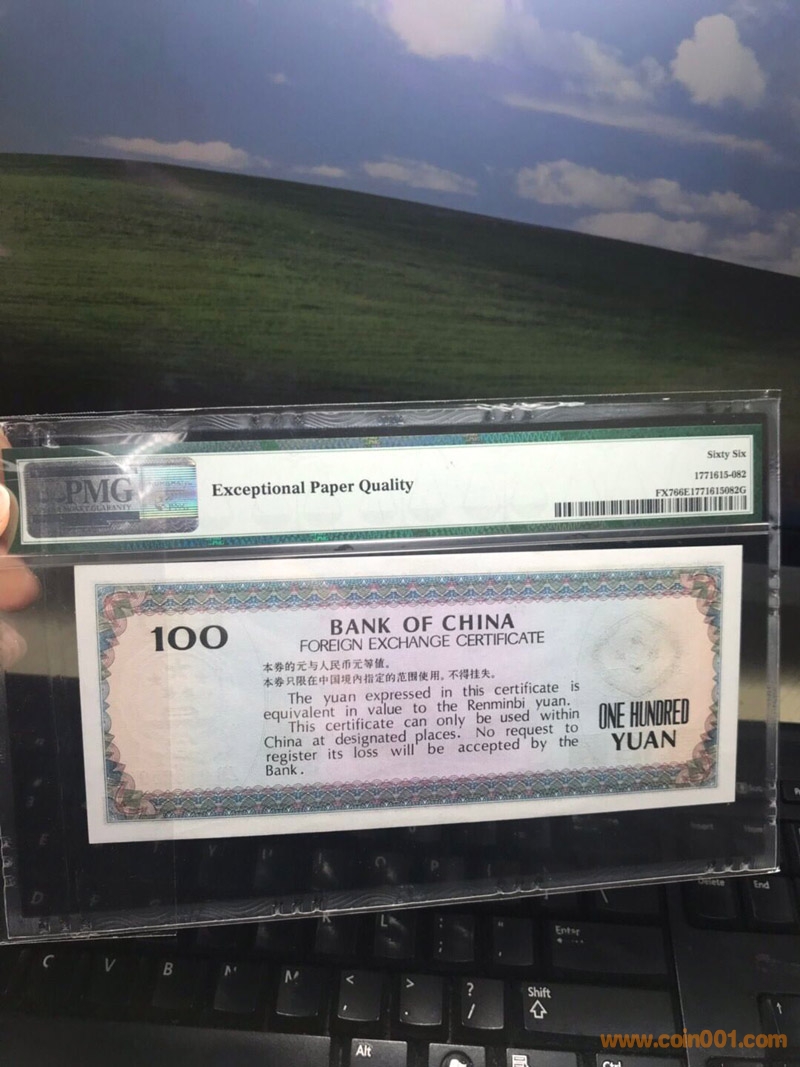 PMG
Exceptional Paper Quality
Sixty Six
1771615-082
FX766E1771615082G
100
BANK OF CHINA
FOREIGN EXCHANGE CERTIFICATE
本券的元与人民币元等值。
本券只限在中国境内指定的范围使用。不得挂失。
The yuan expressed in this certificate is
equivalent in value to the Renminbi yuan.
This certificate can only be used within
China at designated places. No request to
register its loss will be accepted by the
Bank.
ONE HUNDRED
YUAN
Delete
End
Enter
C
V
B
N
M
<
,
>
.
?
/
Shift
Alt
Ctrl
www.coin001.com